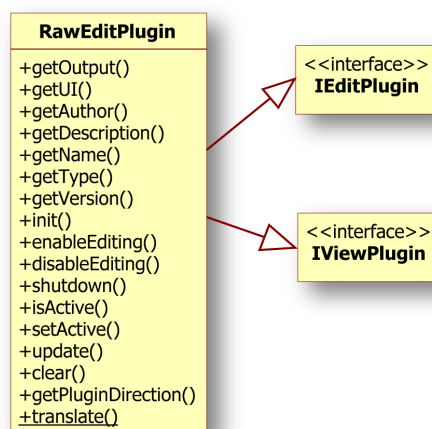 RawEditPlugin
+getOutput()
+getUI()
+getAuthor()
+getDescription()
+getName()
+getType()
+getVersion()
+init()
+enableEditing()
+disableEditing()
+shutdown()
+isActive()
+setActive()
+update()
+clear()
+getPluginDirection()
+translate()
<<interface>>
IEditPlugin
<<interface>>
IViewPlugin